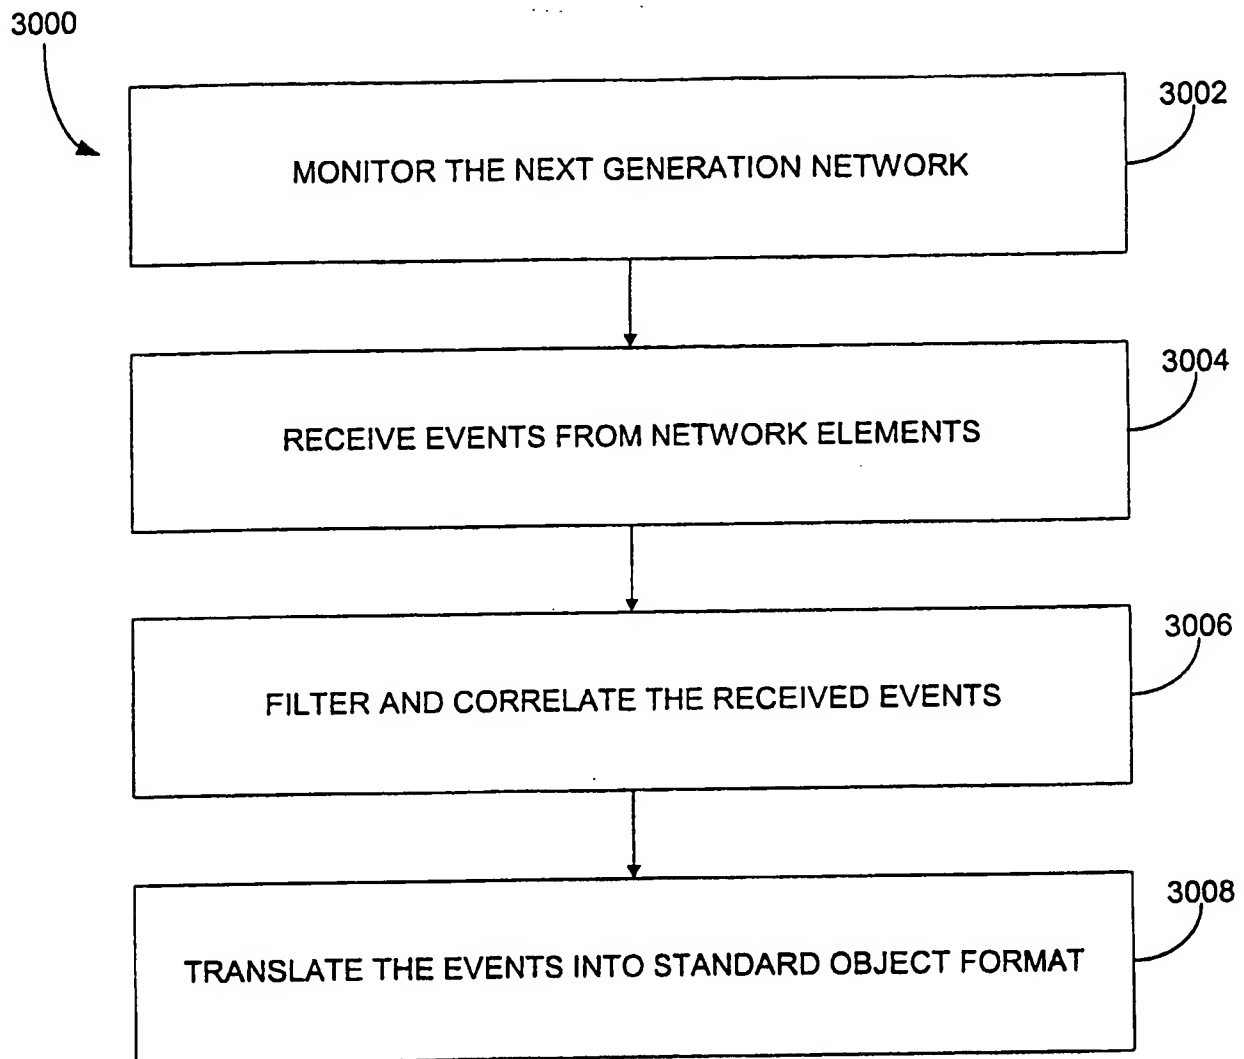 3000
3002
MONITOR THE NEXT GENERATION NETWORK
3004
RECEIVE EVENTS FROM NETWORK ELEMENTS
3006
FILTER AND CORRELATE THE RECEIVED EVENTS
3008
TRANSLATE THE EVENTS INTO STANDARD OBJECT FORMAT